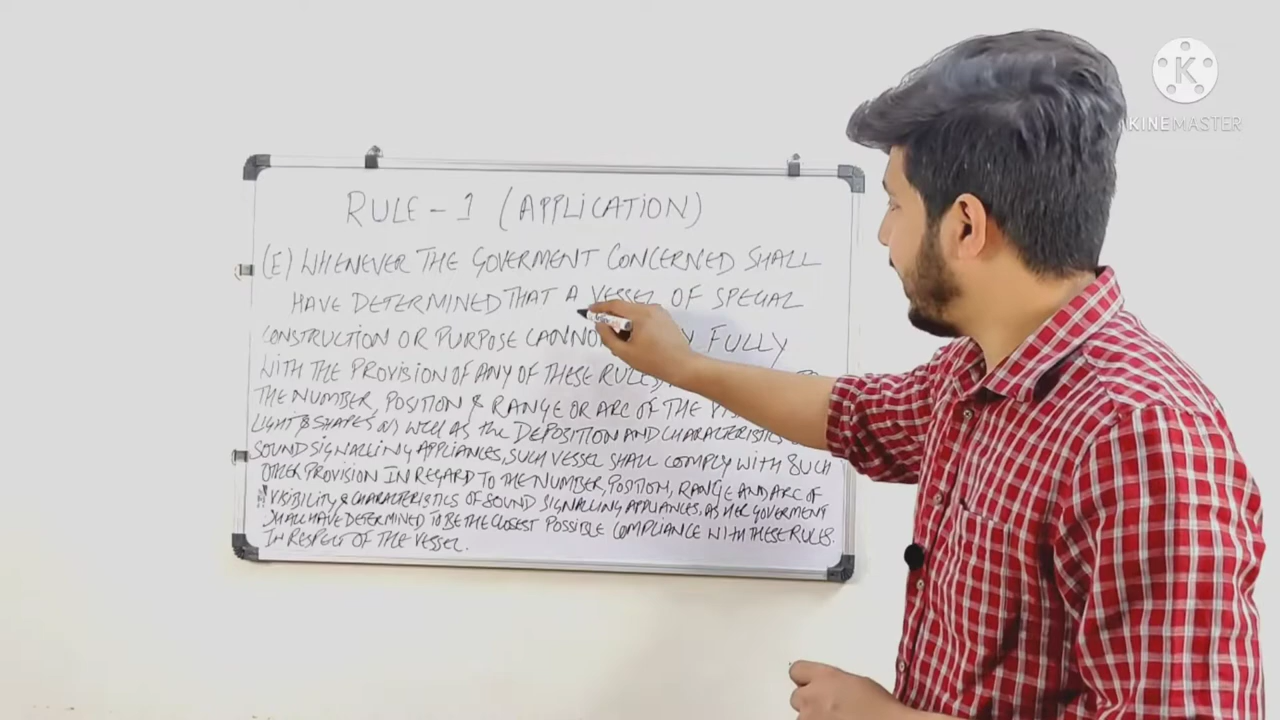 RULE - 1 (APPLICATION)
(E) WHENEVER THE GOVERMENT CONCERNED SHALL
HAVE DETERMINED THAT A VESSEL OF SPECIAL
CONSTRUCTION OR PURPOSE CANNO FULLY
WITH THE PROVISION OF ANY OF THESE RULES
THE NUMBER, POSITION & RANGE OR ARC OF THE
LIGHT & SHAPES as well as the DEPOSITION AND CHARACTERISTICS
SOUND SIGNALLING APPLIANCES, SUCH VESSEL SHALL COMPLY WITH SUCH
OTHER PROVISION IN REGARD TO THE NUMBER, POSITION, RANGE AND ARC OF
VISIBILITY & CHARACTERISTICS OF SOUND SIGNALLING APPLIANCES, AS HER GOVERMENT
SHALL HAVE DETERMINED TO BE THE CLOSEST POSSIBLE COMPLIANCE WITH THESE RULES.
IN RESPECT OF THE VESSEL.
K
KINEMASTER